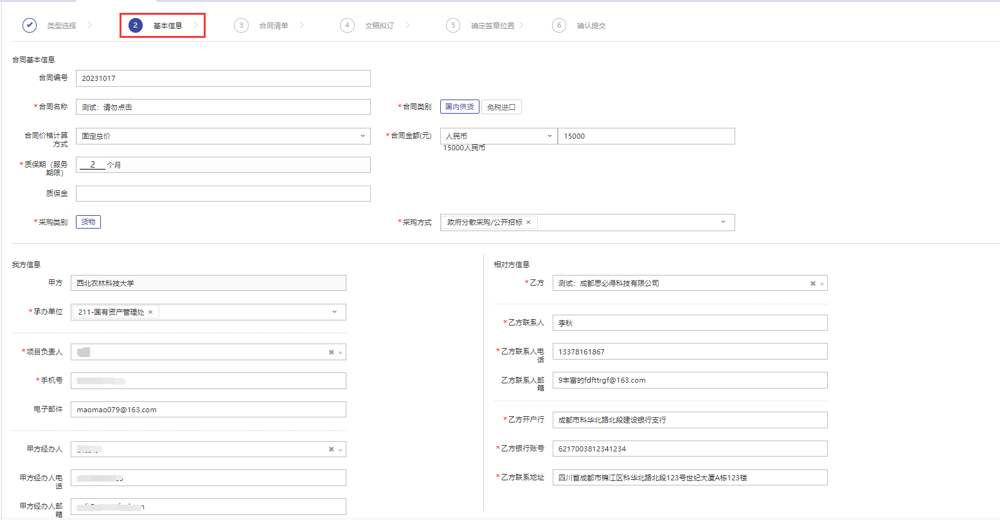 类型选择
2 基本信息
3 合同清单
4 文稿拟订
5 确定签章位置
6 确认提交
合同基本信息
合同编号 20231017
*合同名称 测试：请勿点击
*合同类别 国内供货 免税进口
合同价格计算
方式
固定总价
*合同金额(元) 人民币 15000
15000人民币
*质保期（服务
期限）
2 个月
质保金
*采购类别 货物
*采购方式 政府分散采购/公开招标 ×
我方信息
甲方 西北农林科技大学
*承办单位 211-国有资产管理处 ×
*项目负责人
*手机号
电子邮件 maomao079@163.com
甲方经办人
甲方经办人电
话
甲方经办人邮
箱
相对方信息
*乙方 测试：成都思必得科技有限公司
*乙方联系人 李秋
*乙方联系人电
话
13378161867
乙方联系人邮
箱
9丰富的fdfttrgf@163.com
*乙方开户行 成都市科华北路北段建设银行支行
*乙方银行账号 6217003812341234
*乙方联系地址 四川省成都市锦江区科华北路北段123号世纪大厦A栋123楼